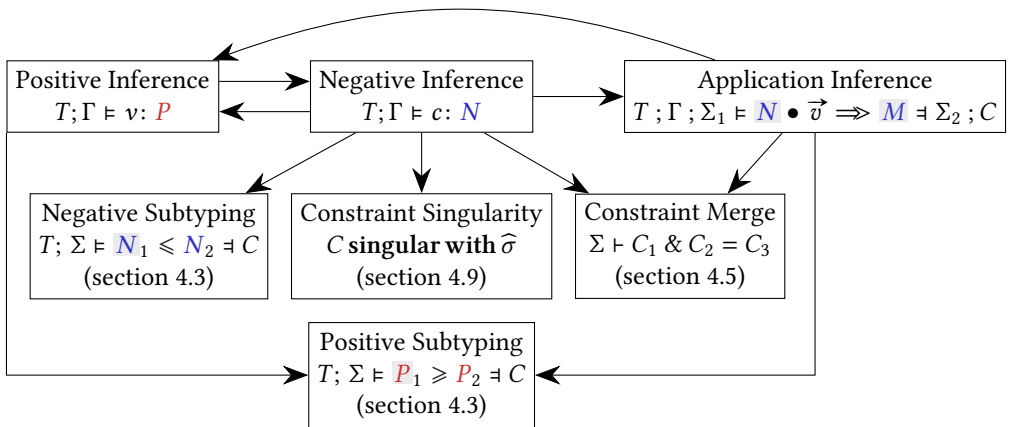 Positive Inference
T; Γ ⊨ v: P
Negative Inference
T; Γ ⊨ c: N
Application Inference
T ; Γ ; Σ₁ ⊨ N ● v⃗ ⟹ M ⫤ Σ₂ ; C
Negative Subtyping
T; Σ ⊨ N₁ ⩽ N₂ ⫤ C
(section 4.3)
Constraint Singularity
C singular with σ̂
(section 4.9)
Constraint Merge
Σ ⊢ C₁ & C₂ = C₃
(section 4.5)
Positive Subtyping
T; Σ ⊨ P₁ ⩾ P₂ ⫤ C
(section 4.3)